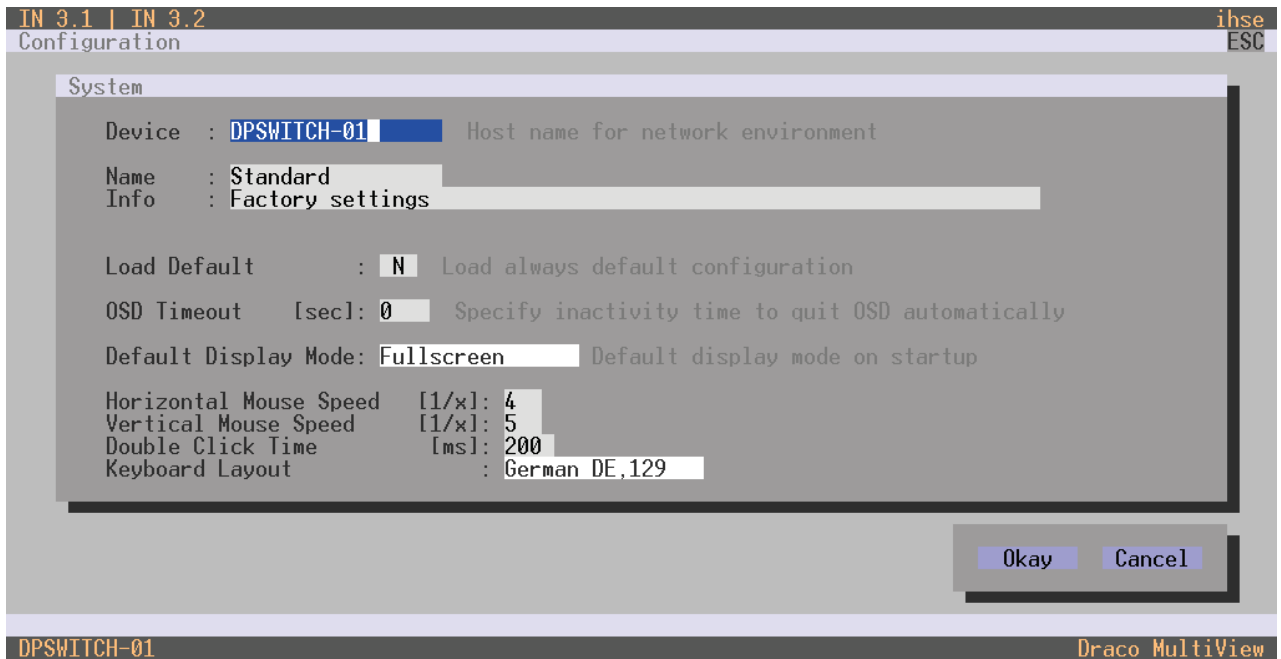 IN 3.1 | IN 3.2 ihse
Configuration ESC
System
Device : DPSWITCH-01 Host name for network environment
Name : Standard
Info : Factory settings
Load Default : N Load always default configuration
OSD Timeout [sec]: 0 Specify inactivity time to quit OSD automatically
Default Display Mode: Fullscreen Default display mode on startup
Horizontal Mouse Speed [1/x]: 4
Vertical Mouse Speed [1/x]: 5
Double Click Time [ms]: 200
Keyboard Layout : German DE,129
Okay Cancel
DPSWITCH-01 Draco MultiView